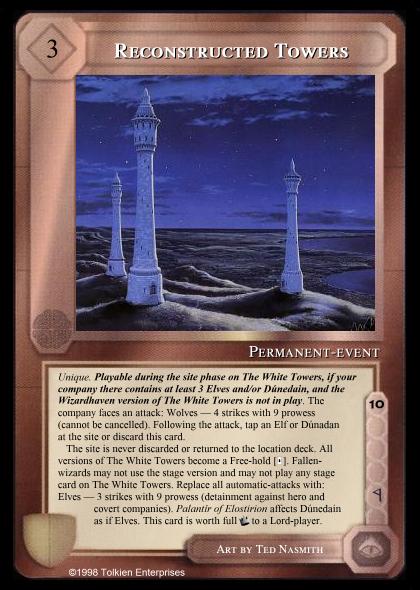 3
RECONSTRUCTED TOWERS
PERMANENT-EVENT
Unique. Playable during the site phase on The White Towers, if your
company there contains at least 3 Elves and/or Dúnedain, and the
Wizardhaven version of The White Towers is not in play. The
company faces an attack: Wolves — 4 strikes with 9 prowess
(cannot be cancelled). Following the attack, tap an Elf or Dúnadan
at the site or discard this card.
The site is never discarded or returned to the location deck. All
versions of The White Towers become a Free-hold [•]. Fallen-
wizards may not use the stage version and may not play any stage
card on The White Towers. Replace all automatic-attacks with:
Elves — 3 strikes with 9 prowess (detainment against hero and
covert companies). Palantír of Elostirion affects Dúnedain
as if Elves. This card is worth full to a Lord-player.
10
ART BY TED NASMITH
©1998 Tolkien Enterprises